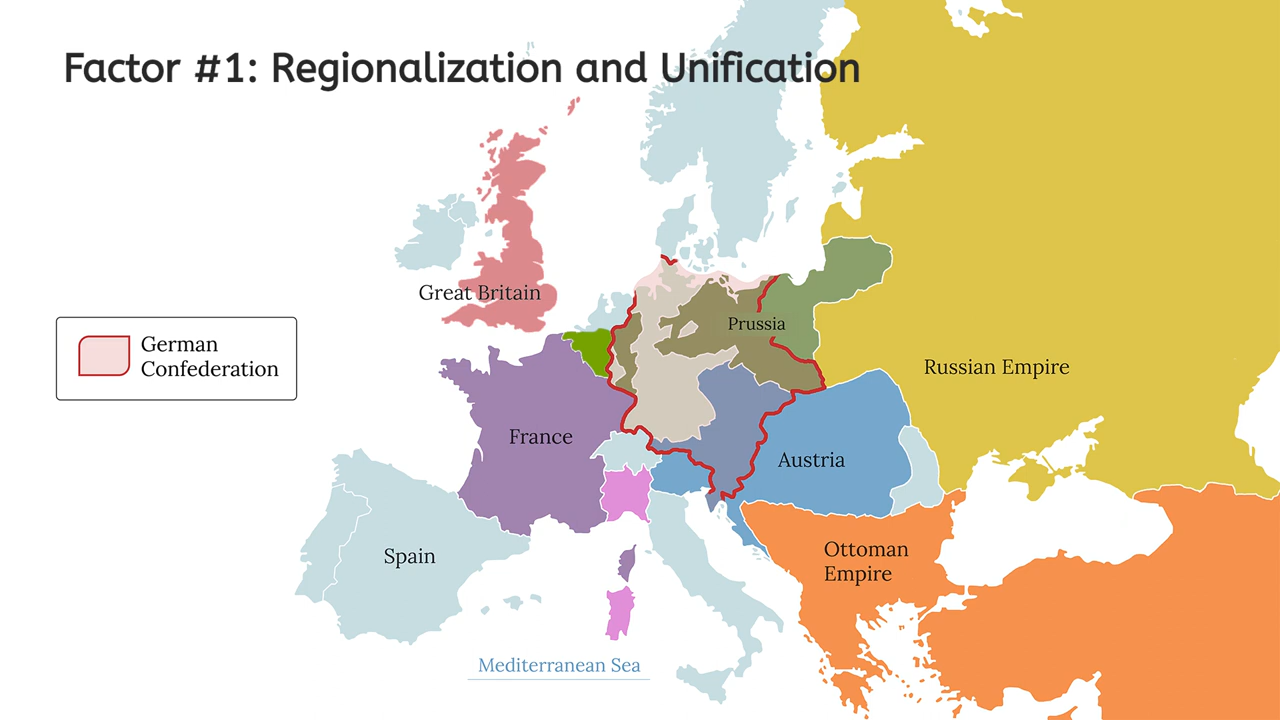 Factor #1: Regionalization and Unification
Great Britain
German
Confederation
Prussia
Russian Empire
France
Austria
Spain
Ottoman
Empire
Mediterranean Sea